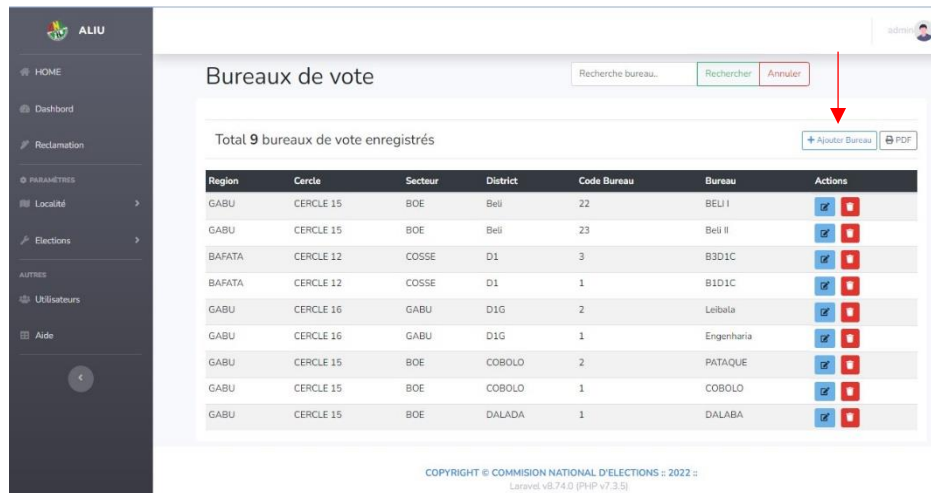 ALIU
admin
HOME
Dashbord
Reclamation
PARAMÈTRES
Localité
Elections
AUTRES
Utilisateurs
Aide
Bureaux de vote
Recherche bureau.. Rechercher Annuler
Total 9 bureaux de vote enregistrés
+ Ajouter Bureau PDF
Region Cercle Secteur District Code Bureau Bureau Actions
GABU CERCLE 15 BOE Beli 22 BELI I
GABU CERCLE 15 BOE Beli 23 Beli II
BAFATA CERCLE 12 COSSE D1 3 B3D1C
BAFATA CERCLE 12 COSSE D1 1 B1D1C
GABU CERCLE 16 GABU D1G 2 Leibala
GABU CERCLE 16 GABU D1G 1 Engenharia
GABU CERCLE 15 BOE COBOLO 2 PATAQUE
GABU CERCLE 15 BOE COBOLO 1 COBOLO
GABU CERCLE 15 BOE DALADA 1 DALABA
COPYRIGHT © COMMISION NATIONAL D'ELECTIONS :: 2022 ::
Laravel v8.74.0 (PHP v7.3.5)